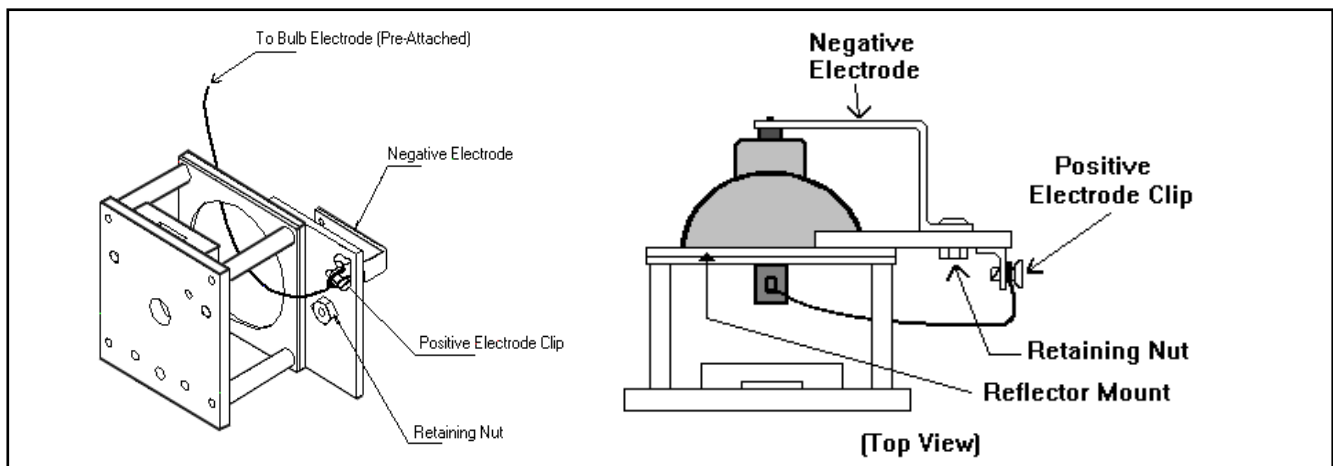 To Bulb Electrode (Pre-Attached)
Negative Electrode
Positive Electrode Clip
Retaining Nut
Negative
Electrode
Positive
Electrode Clip
Retaining Nut
Reflector Mount
(Top View)